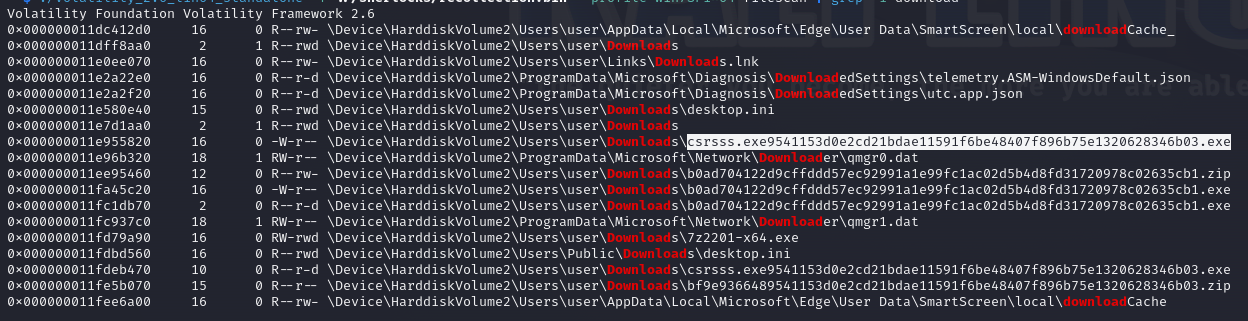 Volatility Foundation Volatility Framework 2.6
0×000000011dc412d0 16 0 R--rw- \Device\HarddiskVolume2\Users\user\AppData\Local\Microsoft\Edge\User Data\SmartScreen\local\downloadCache_
0×000000011dff8aa0 2 1 R--rwd \Device\HarddiskVolume2\Users\user\Downloads
0×000000011e0ee070 16 0 R--rw- \Device\HarddiskVolume2\Users\user\Links\Downloads.lnk
0×000000011e2a22e0 16 0 R--r-d \Device\HarddiskVolume2\ProgramData\Microsoft\Diagnosis\DownloadedSettings\telemetry.ASM-WindowsDefault.json
0×000000011e2a2f20 16 0 R--r-d \Device\HarddiskVolume2\ProgramData\Microsoft\Diagnosis\DownloadedSettings\utc.app.json
0×000000011e580e40 15 0 R--rwd \Device\HarddiskVolume2\Users\user\Downloads\desktop.ini
0×000000011e7d1aa0 2 1 R--rwd \Device\HarddiskVolume2\Users\user\Downloads
0×000000011e955820 16 0 -W-r-- \Device\HarddiskVolume2\Users\user\Downloads\csrsss.exe9541153d0e2cd21bdae11591f6be48407f896b75e1320628346b03.exe
0×000000011e96b320 18 1 RW-r-- \Device\HarddiskVolume2\ProgramData\Microsoft\Network\Downloader\qmgr0.dat
0×000000011ee95460 12 0 R--rw- \Device\HarddiskVolume2\Users\user\Downloads\b0ad704122d9cffddd57ec92991a1e99fc1ac02d5b4d8fd31720978c02635cb1.zip
0×000000011fa45c20 16 0 -W-r-- \Device\HarddiskVolume2\Users\user\Downloads\b0ad704122d9cffddd57ec92991a1e99fc1ac02d5b4d8fd31720978c02635cb1.exe
0×000000011fc1db70 2 0 R--r-d \Device\HarddiskVolume2\Users\user\Downloads\b0ad704122d9cffddd57ec92991a1e99fc1ac02d5b4d8fd31720978c02635cb1.exe
0×000000011fc937c0 18 1 RW-r-- \Device\HarddiskVolume2\ProgramData\Microsoft\Network\Downloader\qmgr1.dat
0×000000011fd79a90 16 0 RW-rwd \Device\HarddiskVolume2\Users\user\Downloads\7z2201-x64.exe
0×000000011fdbd560 16 0 R--rwd \Device\HarddiskVolume2\Users\Public\Downloads\desktop.ini
0×000000011fdeb470 10 0 R--r-d \Device\HarddiskVolume2\Users\user\Downloads\csrsss.exe9541153d0e2cd21bdae11591f6be48407f896b75e1320628346b03.exe
0×000000011fe5b070 15 0 R--r-- \Device\HarddiskVolume2\Users\user\Downloads\bf9e9366489541153d0e2cd21bdae11591f6be48407f896b75e1320628346b03.zip
0×000000011fee6a00 16 0 R--rw- \Device\HarddiskVolume2\Users\user\AppData\Local\Microsoft\Edge\User Data\SmartScreen\local\downloadCache
you are able